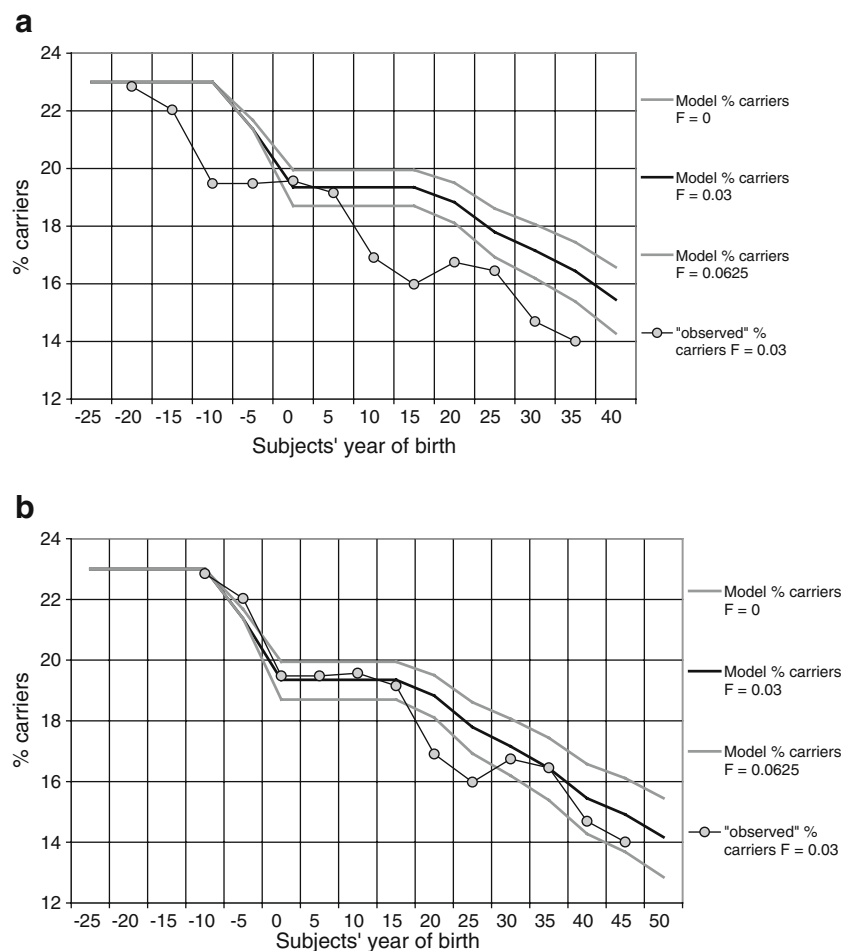 a
24
22
20
18
16
14
12
% carriers
-25 -20 -15 -10 -5 0 5 10 15 20 25 30 35 40
Subjects' year of birth
Model % carriers
F = 0
Model % carriers
F = 0.03
Model % carriers
F = 0.0625
"observed" %
carriers F = 0.03
b
24
22
20
18
16
14
12
% carriers
-25 -20 -15 -10 -5 0 5 10 15 20 25 30 35 40 45 50
Subjects' year of birth
Model % carriers
F = 0
Model % carriers
F = 0.03
Model % carriers
F = 0.0625
"observed" %
carriers F = 0.03